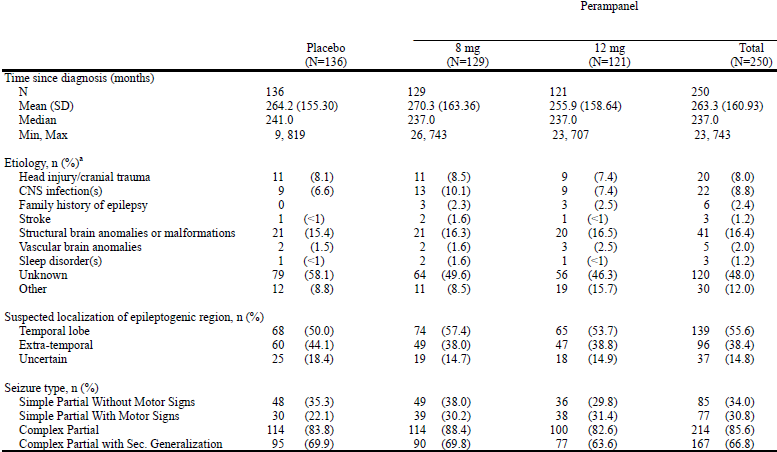 Perampanel
Placebo 8 mg 12 mg Total
(N=136) (N=129) (N=121) (N=250)
Time since diagnosis (months)
N 136 129 121 250
Mean (SD) 264.2 (155.30) 270.3 (163.36) 255.9 (158.64) 263.3 (160.93)
Median 241.0 237.0 237.0 237.0
Min, Max 9, 819 26, 743 23, 707 23, 743
Etiology, n (%)a
Head injury/cranial trauma 11 (8.1) 11 (8.5) 9 (7.4) 20 (8.0)
CNS infection(s) 9 (6.6) 13 (10.1) 9 (7.4) 22 (8.8)
Family history of epilepsy 0 3 (2.3) 3 (2.5) 6 (2.4)
Stroke 1 (<1) 2 (1.6) 1 (<1) 3 (1.2)
Structural brain anomalies or malformations 21 (15.4) 21 (16.3) 20 (16.5) 41 (16.4)
Vascular brain anomalies 2 (1.5) 2 (1.6) 3 (2.5) 5 (2.0)
Sleep disorder(s) 1 (<1) 2 (1.6) 1 (<1) 3 (1.2)
Unknown 79 (58.1) 64 (49.6) 56 (46.3) 120 (48.0)
Other 12 (8.8) 11 (8.5) 19 (15.7) 30 (12.0)
Suspected localization of epileptogenic region, n (%)
Temporal lobe 68 (50.0) 74 (57.4) 65 (53.7) 139 (55.6)
Extra-temporal 60 (44.1) 49 (38.0) 47 (38.8) 96 (38.4)
Uncertain 25 (18.4) 19 (14.7) 18 (14.9) 37 (14.8)
Seizure type, n (%)
Simple Partial Without Motor Signs 48 (35.3) 49 (38.0) 36 (29.8) 85 (34.0)
Simple Partial With Motor Signs 30 (22.1) 39 (30.2) 38 (31.4) 77 (30.8)
Complex Partial 114 (83.8) 114 (88.4) 100 (82.6) 214 (85.6)
Complex Partial with Sec. Generalization 95 (69.9) 90 (69.8) 77 (63.6) 167 (66.8)